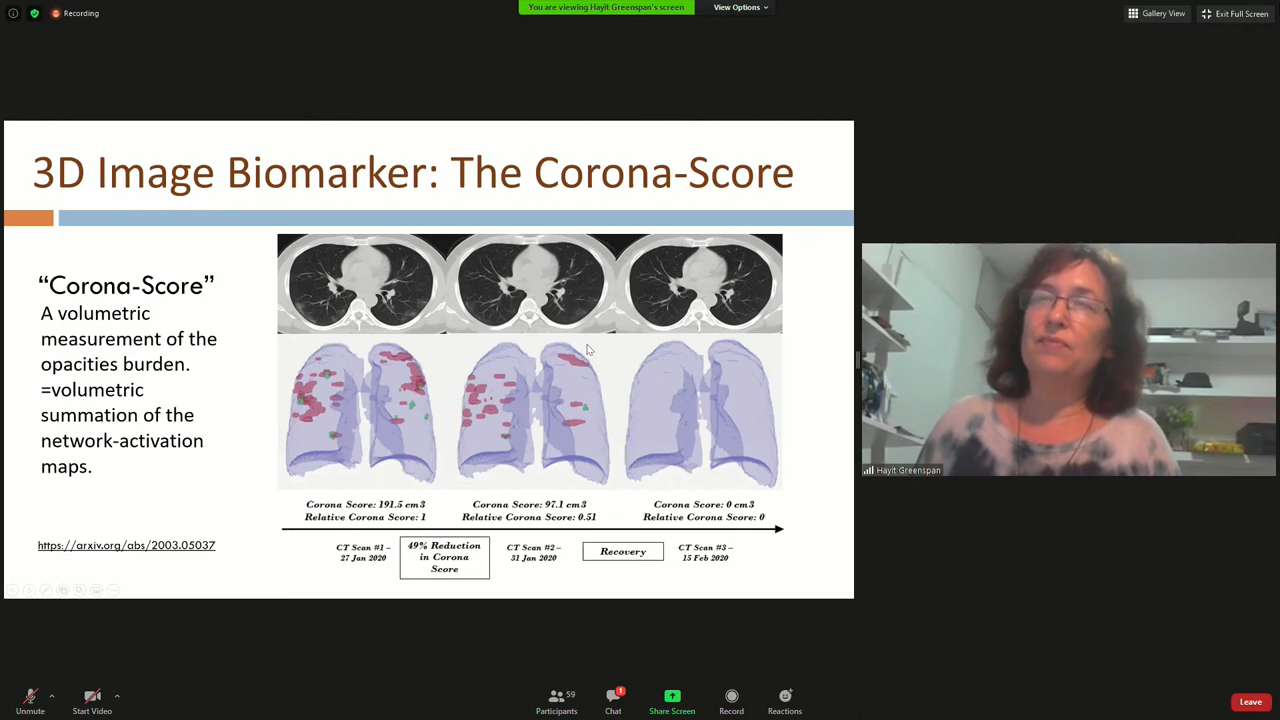 Recording
You are viewing Hayit Greenspan's screen
View Options
Gallery View
Exit Full Screen
3D Image Biomarker: The Corona-Score
“Corona-Score”
A volumetric
measurement of the
opacities burden.
=volumetric
summation of the
network-activation
maps.
https://arxiv.org/abs/2003.05037
Corona Score: 191.5 cm3
Relative Corona Score: 1
Corona Score: 97.1 cm3
Relative Corona Score: 0.51
Corona Score: 0 cm3
Relative Corona Score: 0
CT Scan #1 –
27 Jan 2020
49% Reduction
in Corona
Score
CT Scan #2 –
31 Jan 2020
Recovery
CT Scan #3 –
15 Feb 2020
Hayit Greenspan
Unmute
Start Video
59
Participants
1
Chat
Share Screen
Record
Reactions
Leave